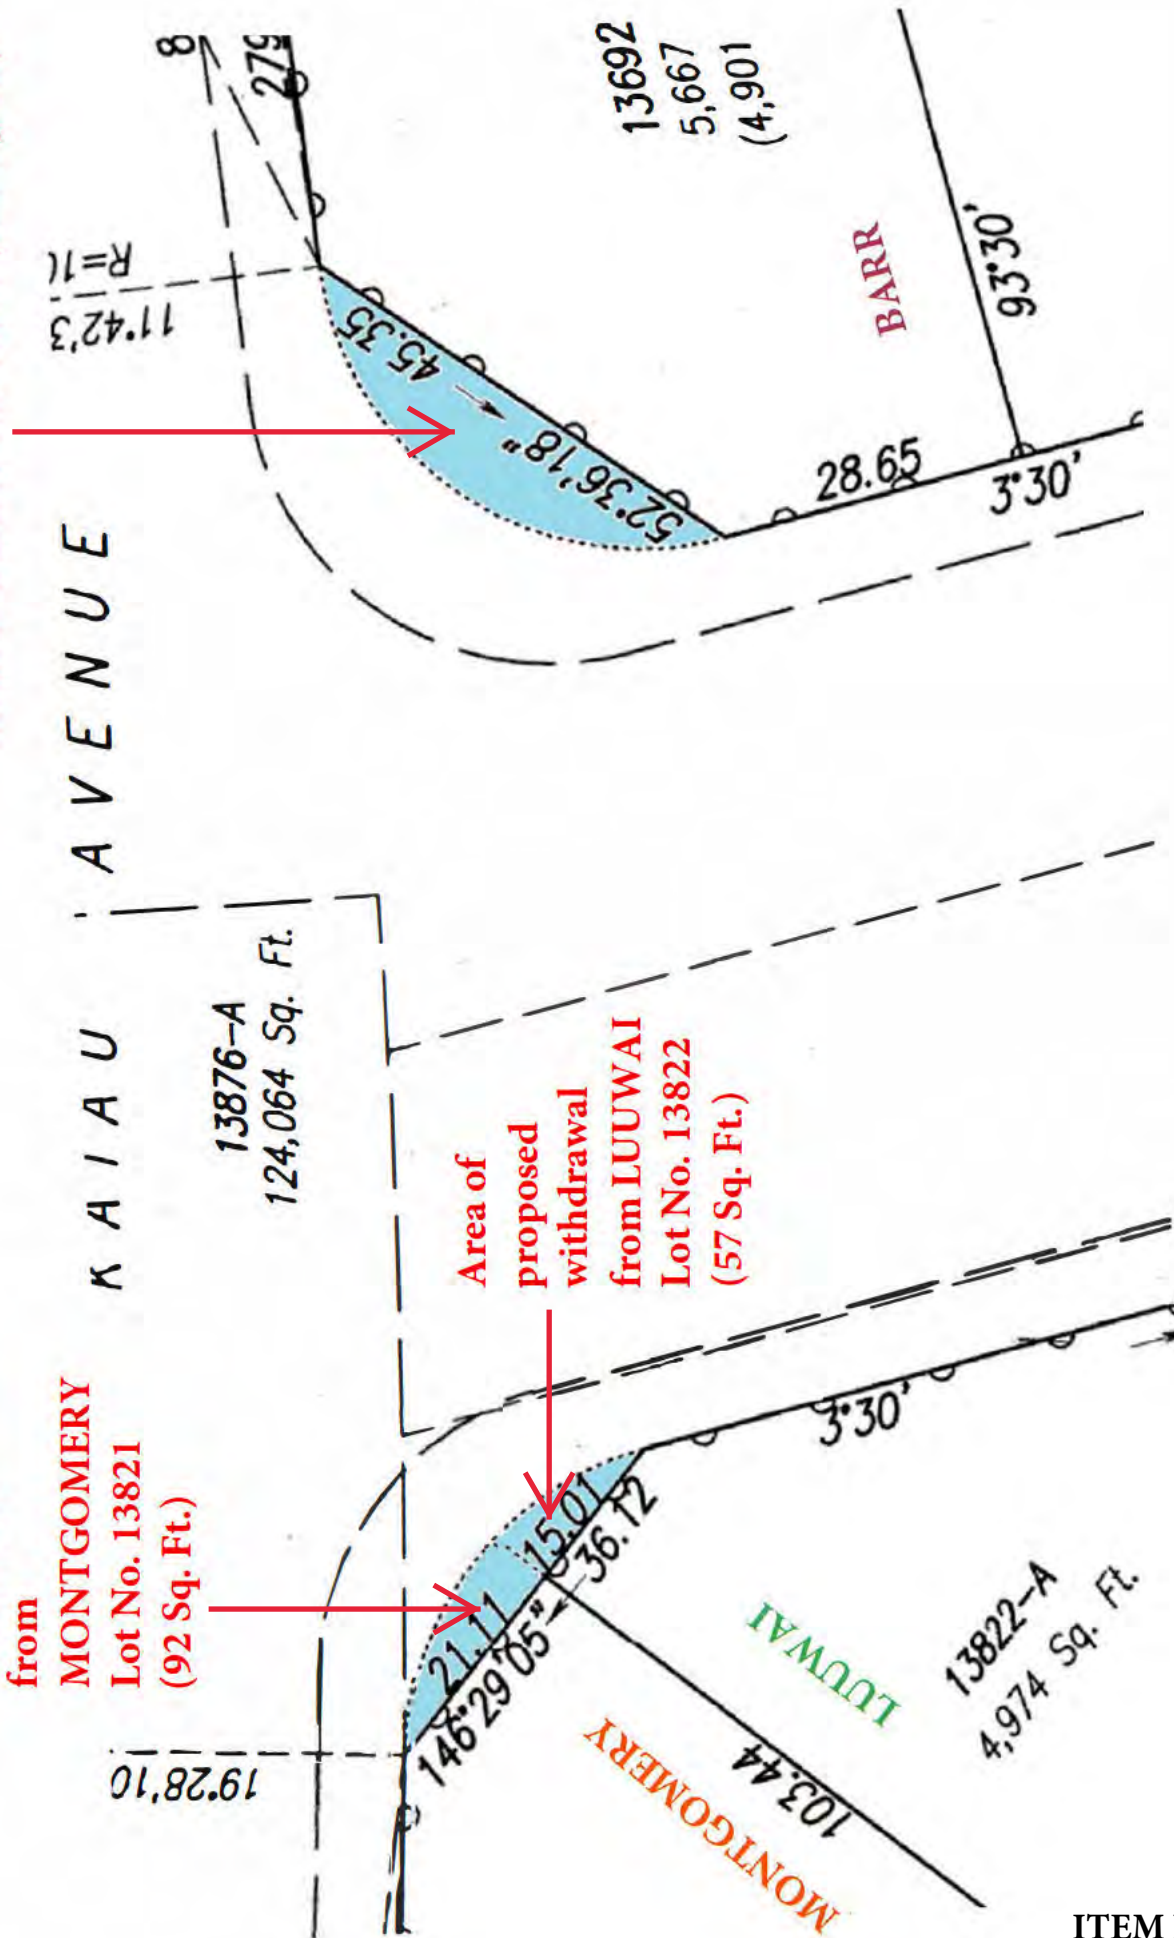 8
279
R=1(
11°42'3
13692
5,667
(4,901
BARR
93°30'
45.35
52°36'18"
28.65
3°30'
KAIAU AVENUE
13876-A
124,064 Sq. Ft.
Area of
proposed
withdrawal
from LUUWAI
Lot No. 13822
(57 Sq. Ft.)
from
MONTGOMERY
Lot No. 13821
(92 Sq. Ft.)
21.11
15.01
36.12
146°29'05"
3°30'
19°28'10
LUUWAI
13822-A
4,974 Sq. Ft.
MONTGOMERY
103.44
ITEM